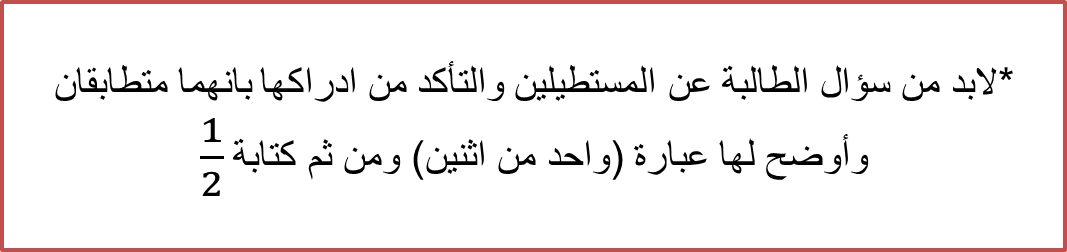 *لابد من سؤال الطالبة عن المستطيلين والتأكد من ادراكها بانهما متطابقان
وأوضح لها عبارة (واحد من اثنين) ومن ثم كتابة 1/2